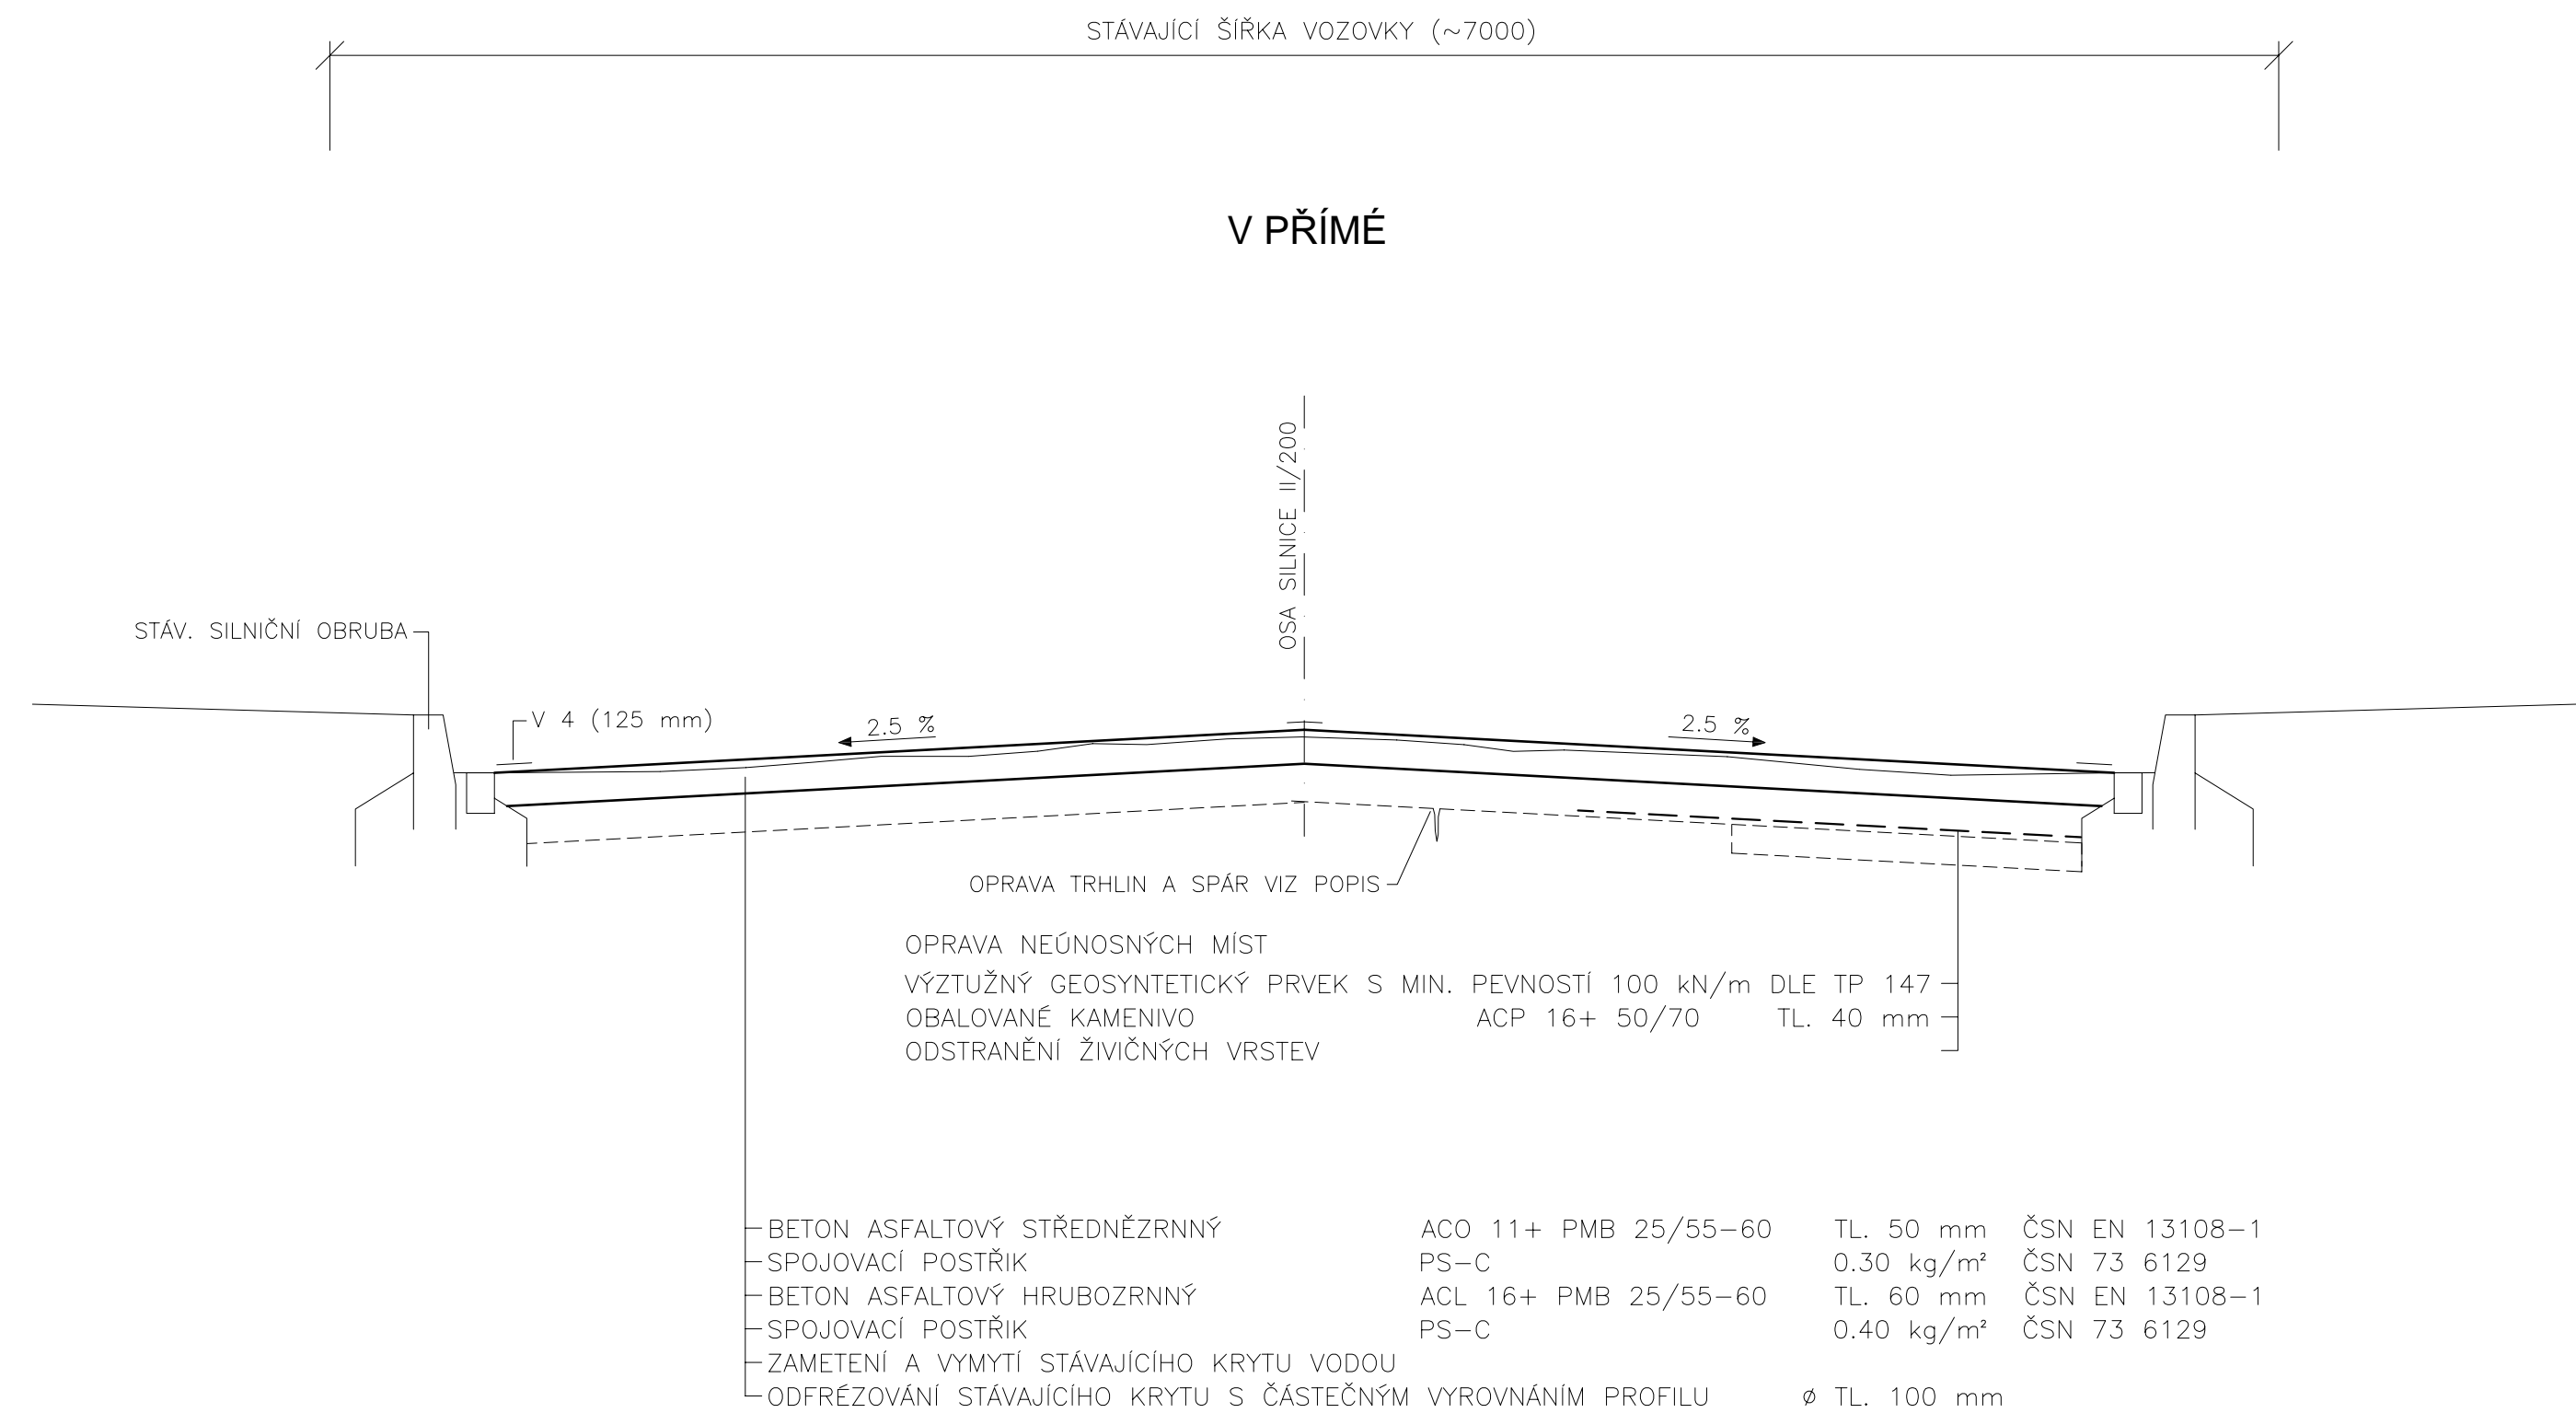 STÁVAJÍCÍ ŠÍŘKA VOZOVKY (~7000)
V PŘÍMÉ
OSA SILNICE II/200
STÁV. SILNIČNÍ OBRUBA
V 4 (125 mm)
2.5 %
2.5 %
OPRAVA TRHLIN A SPÁR VIZ POPIS
OPRAVA NEÚNOSNÝCH MÍST
VÝZTUŽNÝ GEOSYNTETICKÝ PRVEK S MIN. PEVNOSTÍ 100 kN/m DLE TP 147
OBALOVANÉ KAMENIVO ACP 16+ 50/70 TL. 40 mm
ODSTRANĚNÍ ŽIVIČNÝCH VRSTEV
BETON ASFALTOVÝ STŘEDNĚZRNNÝ ACO 11+ PMB 25/55-60 TL. 50 mm ČSN EN 13108-1
SPOJOVACÍ POSTŘIK PS-C 0.30 kg/m² ČSN 73 6129
BETON ASFALTOVÝ HRUBOZRNNÝ ACL 16+ PMB 25/55-60 TL. 60 mm ČSN EN 13108-1
SPOJOVACÍ POSTŘIK PS-C 0.40 kg/m² ČSN 73 6129
ZAMETENÍ A VYMYTÍ STÁVAJÍCÍHO KRYTU VODOU
ODFRÉZOVÁNÍ STÁVAJÍCÍHO KRYTU S ČÁSTEČNÝM VYROVNÁNÍM PROFILU ø TL. 100 mm